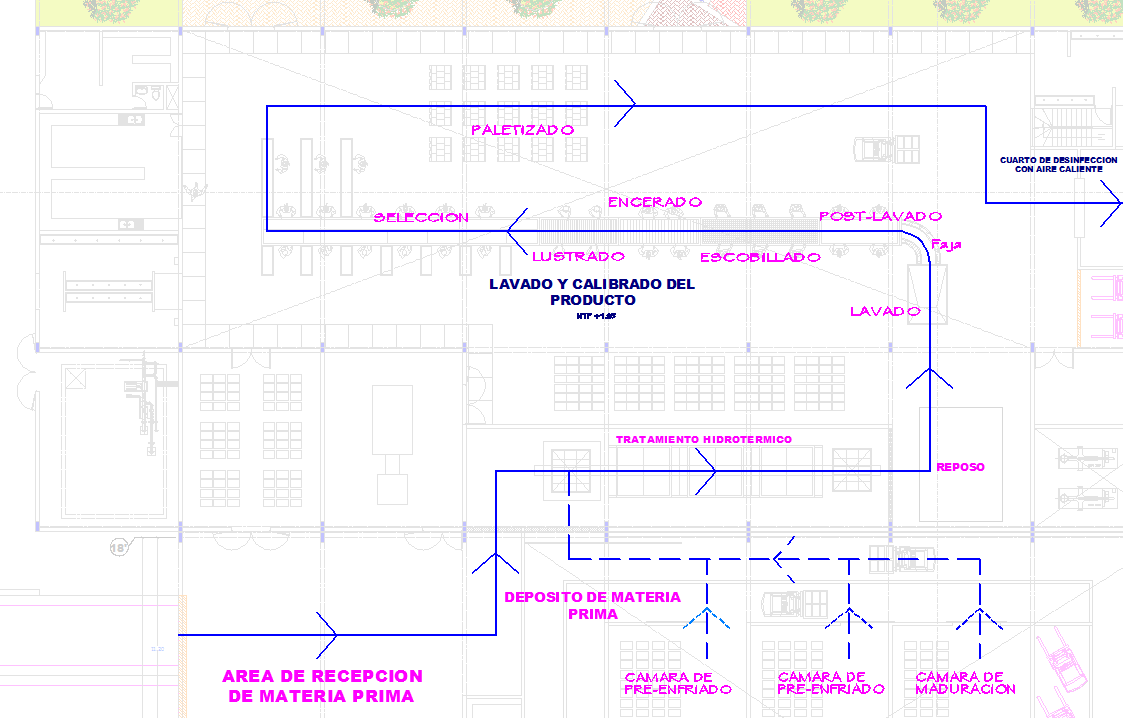 PALETIZADO
CUARTO DE DESINFECCION
CON AIRE CALIENTE
ENCERADO
SELECCION
POST-LAVADO
Faja
LUSTRADO
ESCOBILLADO
LAVADO Y CALIBRADO DEL
PRODUCTO
LAVADO
TRATAMIENTO HIDROTERMICO
REPOSO
DEPOSITO DE MATERIA
PRIMA
AREA DE RECEPCION
DE MATERIA PRIMA
CAMARA DE
PRE-ENFRIADO
CAMARA DE
PRE-ENFRIADO
CAMARA DE
MADURACION